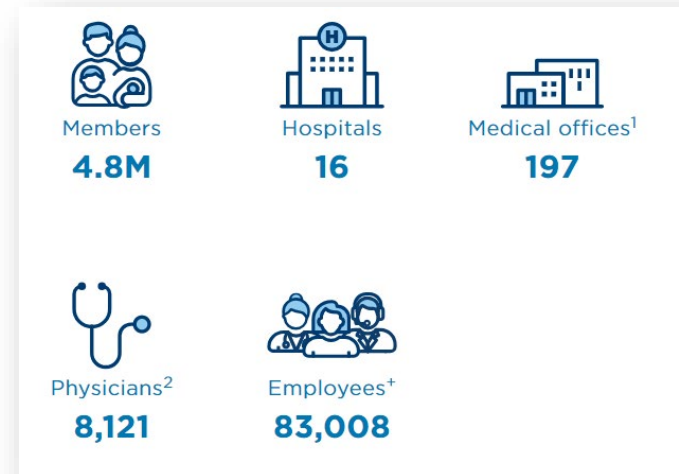 H
Members
4.8M
Hospitals
16
Medical offices¹
197
Physicians²
8,121
Employees⁺
83,008